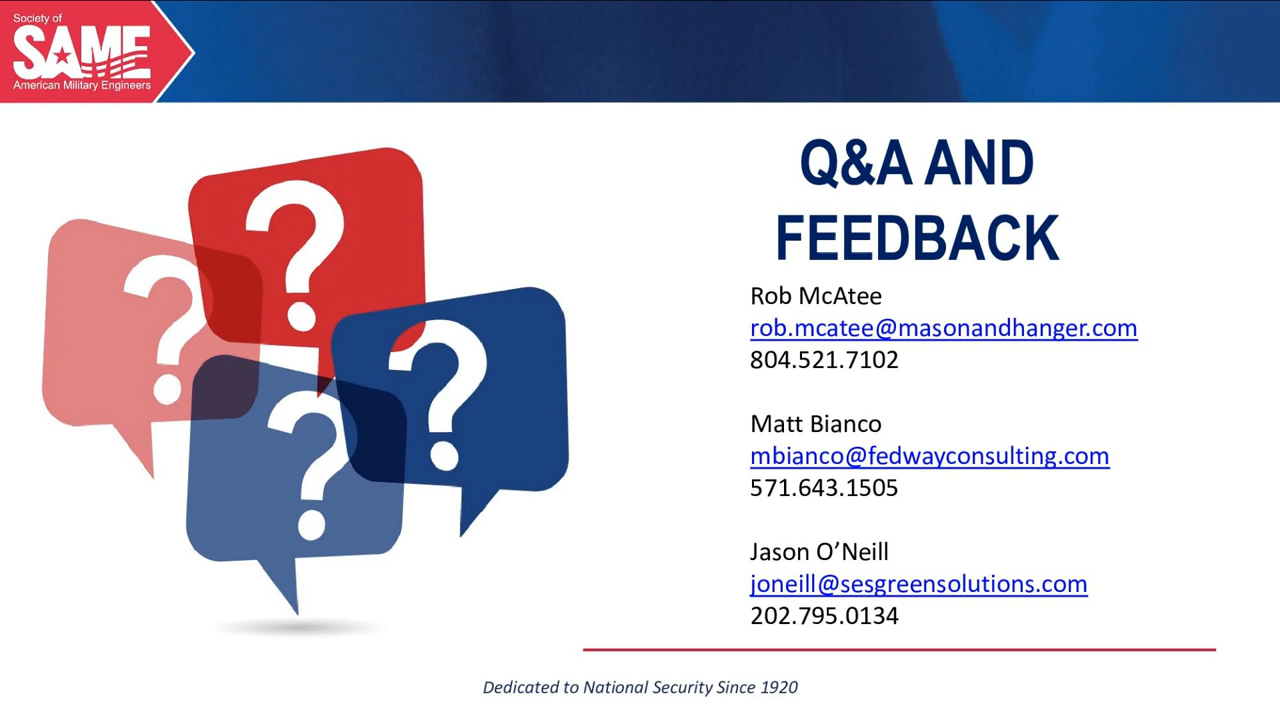 Society of
SAME
American Military Engineers
? ? ? ?
Q&A AND
FEEDBACK
Rob McAtee
rob.mcatee@masonandhanger.com
804.521.7102
Matt Bianco
mbianco@fedwayconsulting.com
571.643.1505
Jason O’Neill
joneill@sesgreensolutions.com
202.795.0134
Dedicated to National Security Since 1920